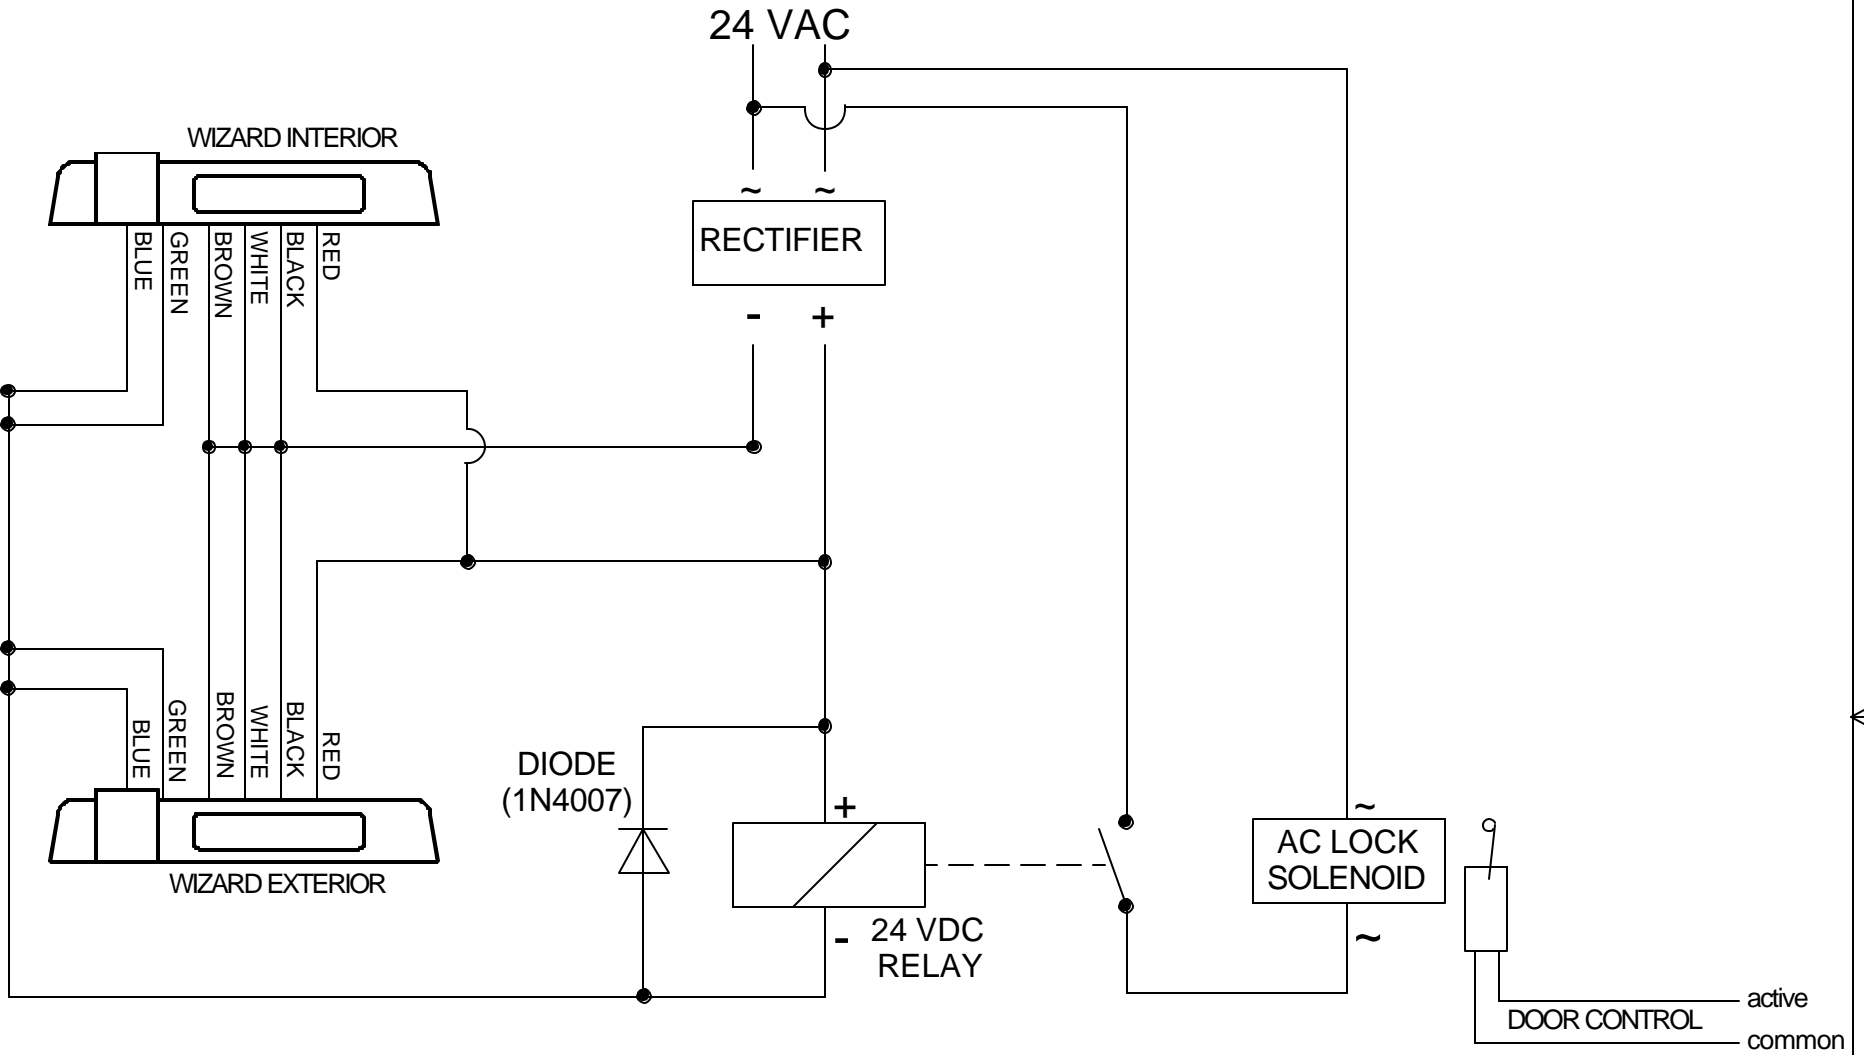 24 VAC
WIZARD INTERIOR
~ ~
RECTIFIER
- +
BLUE
GREEN
BROWN
WHITE
BLACK
RED
BLUE
GREEN
BROWN
WHITE
BLACK
RED
WIZARD EXTERIOR
DIODE
(1N4007)
+
-
24 VDC
RELAY
~
AC LOCK
SOLENOID
~
active
DOOR CONTROL
common